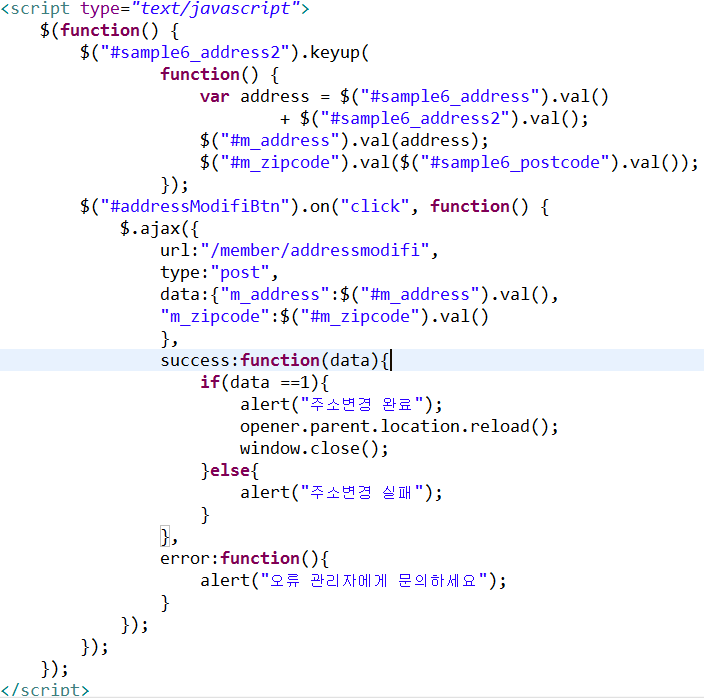 <script type="text/javascript">
$(function() {
$("#sample6_address2").keyup(
function() {
var address = $("#sample6_address").val()
+ $("#sample6_address2").val();
$("#m_address").val(address);
$("#m_zipcode").val($("#sample6_postcode").val());
});
$("#addressModifiBtn").on("click", function() {
$.ajax({
url:"/member/addressmodifi",
type:"post",
data:{"m_address":$("#m_address").val(),
"m_zipcode":$("#m_zipcode").val()
},
success:function(data){
if(data ==1){
alert("주소변경 완료");
opener.parent.location.reload();
window.close();
}else{
alert("주소변경 실패");
}
},
error:function(){
alert("오류 관리자에게 문의하세요");
}
});
});
});
</script>